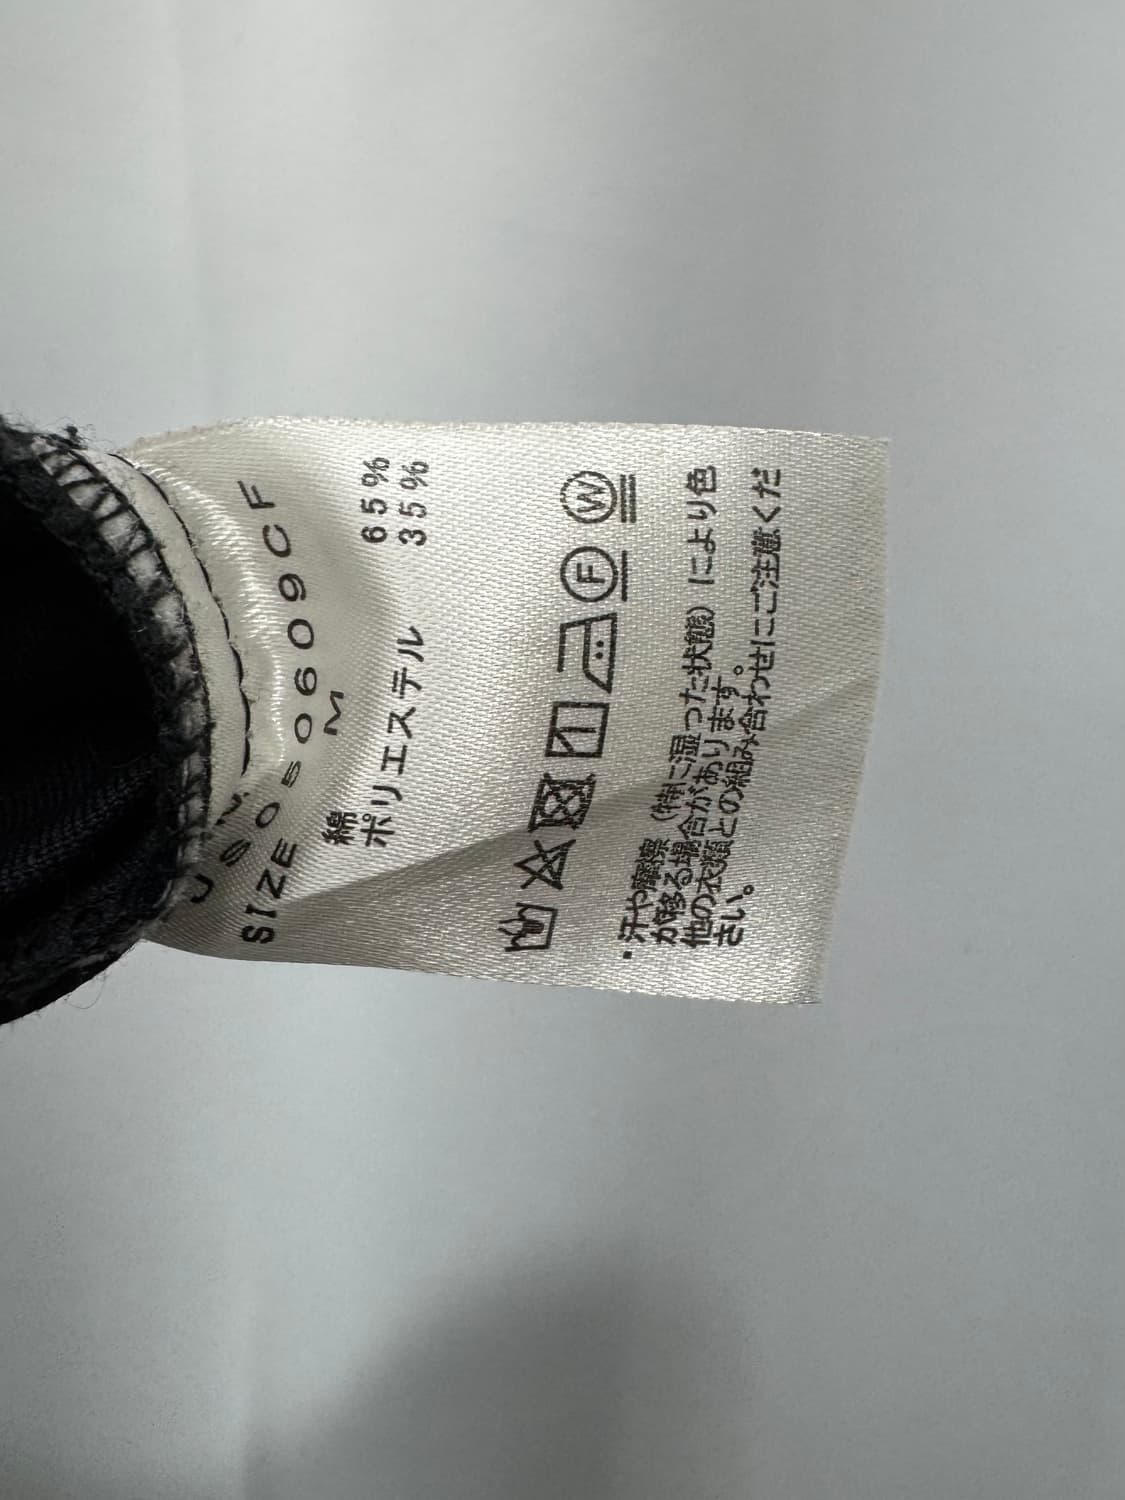 SIZE M
綿 65%
ポリエステル 35%
W
F
・汗や摩擦（特に湿った状態）により色
が移る場合があります。
他の衣類との組み合わせにご注意くだ
さい。